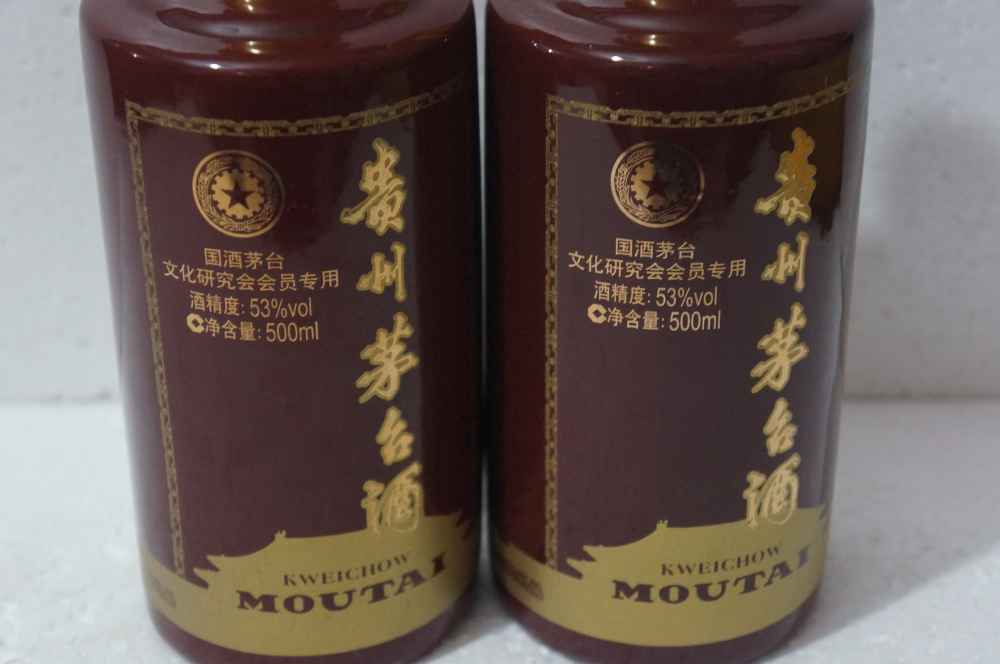 国酒茅台
文化研究会会员专用
酒精度: 53%vol
C净含量: 500ml
贵州茅台酒
KWEICHOW
MOUTAI
国酒茅台
文化研究会会员专用
酒精度: 53%vol
C净含量: 500ml
贵州茅台酒
KWEICHOW
MOUTAI